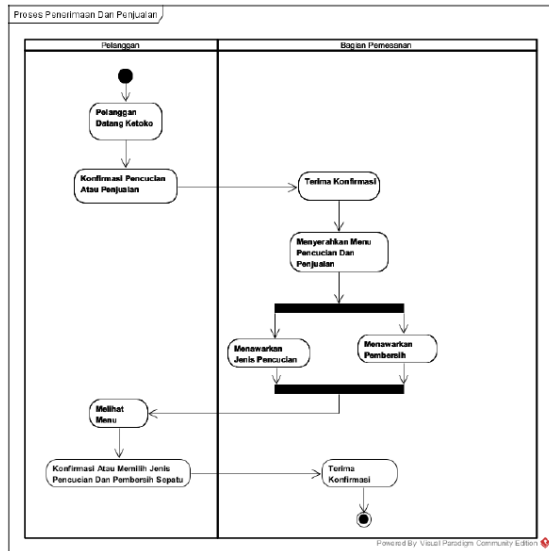 Proses Penerimaan Dan Penjualan
Pelanggan
Bagian Pemesanan
Pelanggan
Datang Ketoko
Konfirmasi Pencucian
Atau Penjualan
Terima Konfirmasi
Menyerahkan Menu
Pencucian Dan
Penjualan
Menawarkan
Jenis Pencucian
Menawarkan
Pembersih
Melihat
Menu
Konfirmasi Atau Memilih Jenis
Pencucian Dan Pembersih Sepatu
Terima
Konfirmasi
Powered By Visual Paradigm Community Edition